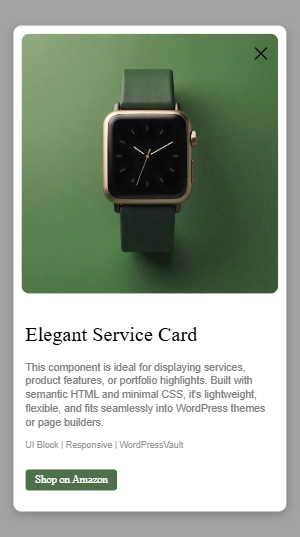 Elegant Service Card
This component is ideal for displaying services,
product features, or portfolio highlights. Built with
semantic HTML and minimal CSS, it's lightweight,
flexible, and fits seamlessly into WordPress themes
or page builders.
UI Block | Responsive | WordPressVault
Shop on Amazon